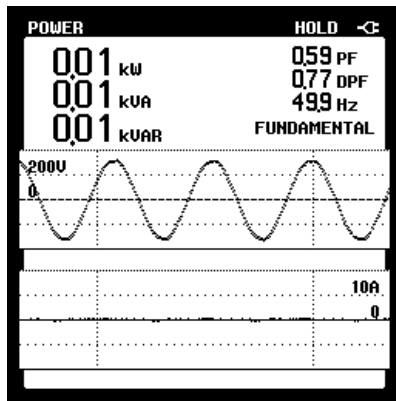 POWER HOLD
0.01 kW 0.59 PF
0.01 kVA 0.77 DPF
0.01 kVAR 49.9 Hz
FUNDAMENTAL
200V
0
10A
0